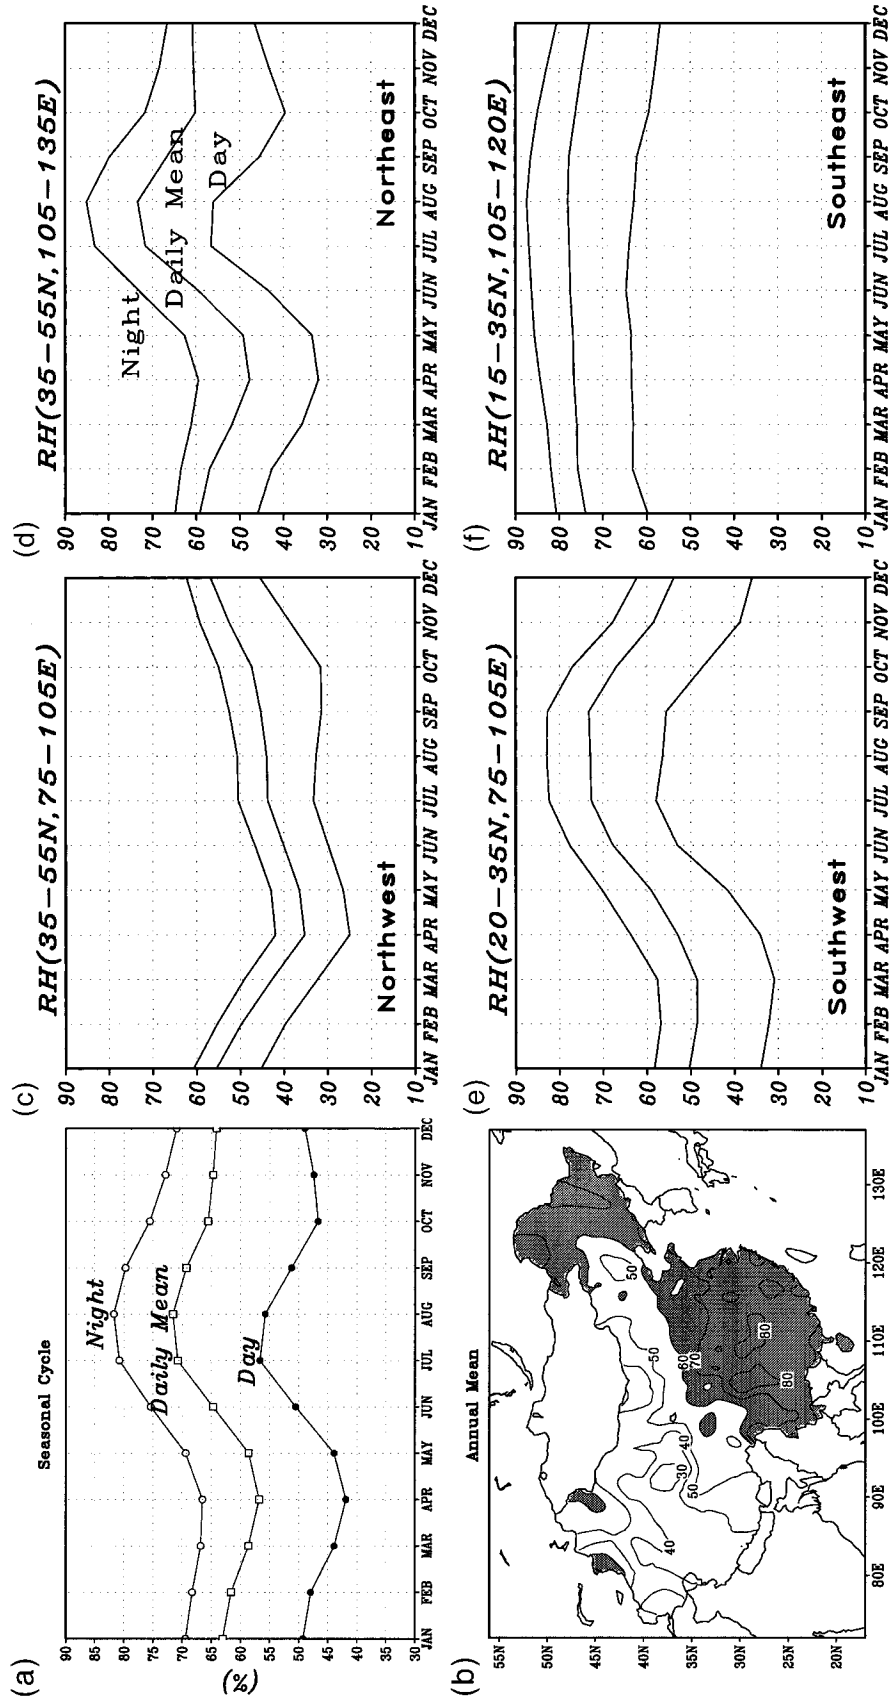 (a)
Seasonal Cycle
90
85
80
75
70
65
60
55
50
45
40
35
30
(%)
Night
Daily Mean
Day
JAN FEB MAR APR MAY JUN JUL AUG SEP OCT NOV DEC
(b)
Annual Mean
55N
50N
45N
40N
35N
30N
25N
20N
80E 90E 100E 110E 120E 130E
50
50
60
70
40
30
50
40
80
80
(c)
RH(35-55N,75-105E)
90
80
70
60
50
40
30
20
10
Northwest
JAN FEB MAR APR MAY JUN JUL AUG SEP OCT NOV DEC
(d)
RH(35-55N,105-135E)
90
80
70
60
50
40
30
20
10
Night
Daily Mean
Day
Northeast
JAN FEB MAR APR MAY JUN JUL AUG SEP OCT NOV DEC
(e)
RH(20-35N,75-105E)
90
80
70
60
50
40
30
20
10
Southwest
JAN FEB MAR APR MAY JUN JUL AUG SEP OCT NOV DEC
(f)
RH(15-35N,105-120E)
90
80
70
60
50
40
30
20
10
Southeast
JAN FEB MAR APR MAY JUN JUL AUG SEP OCT NOV DEC